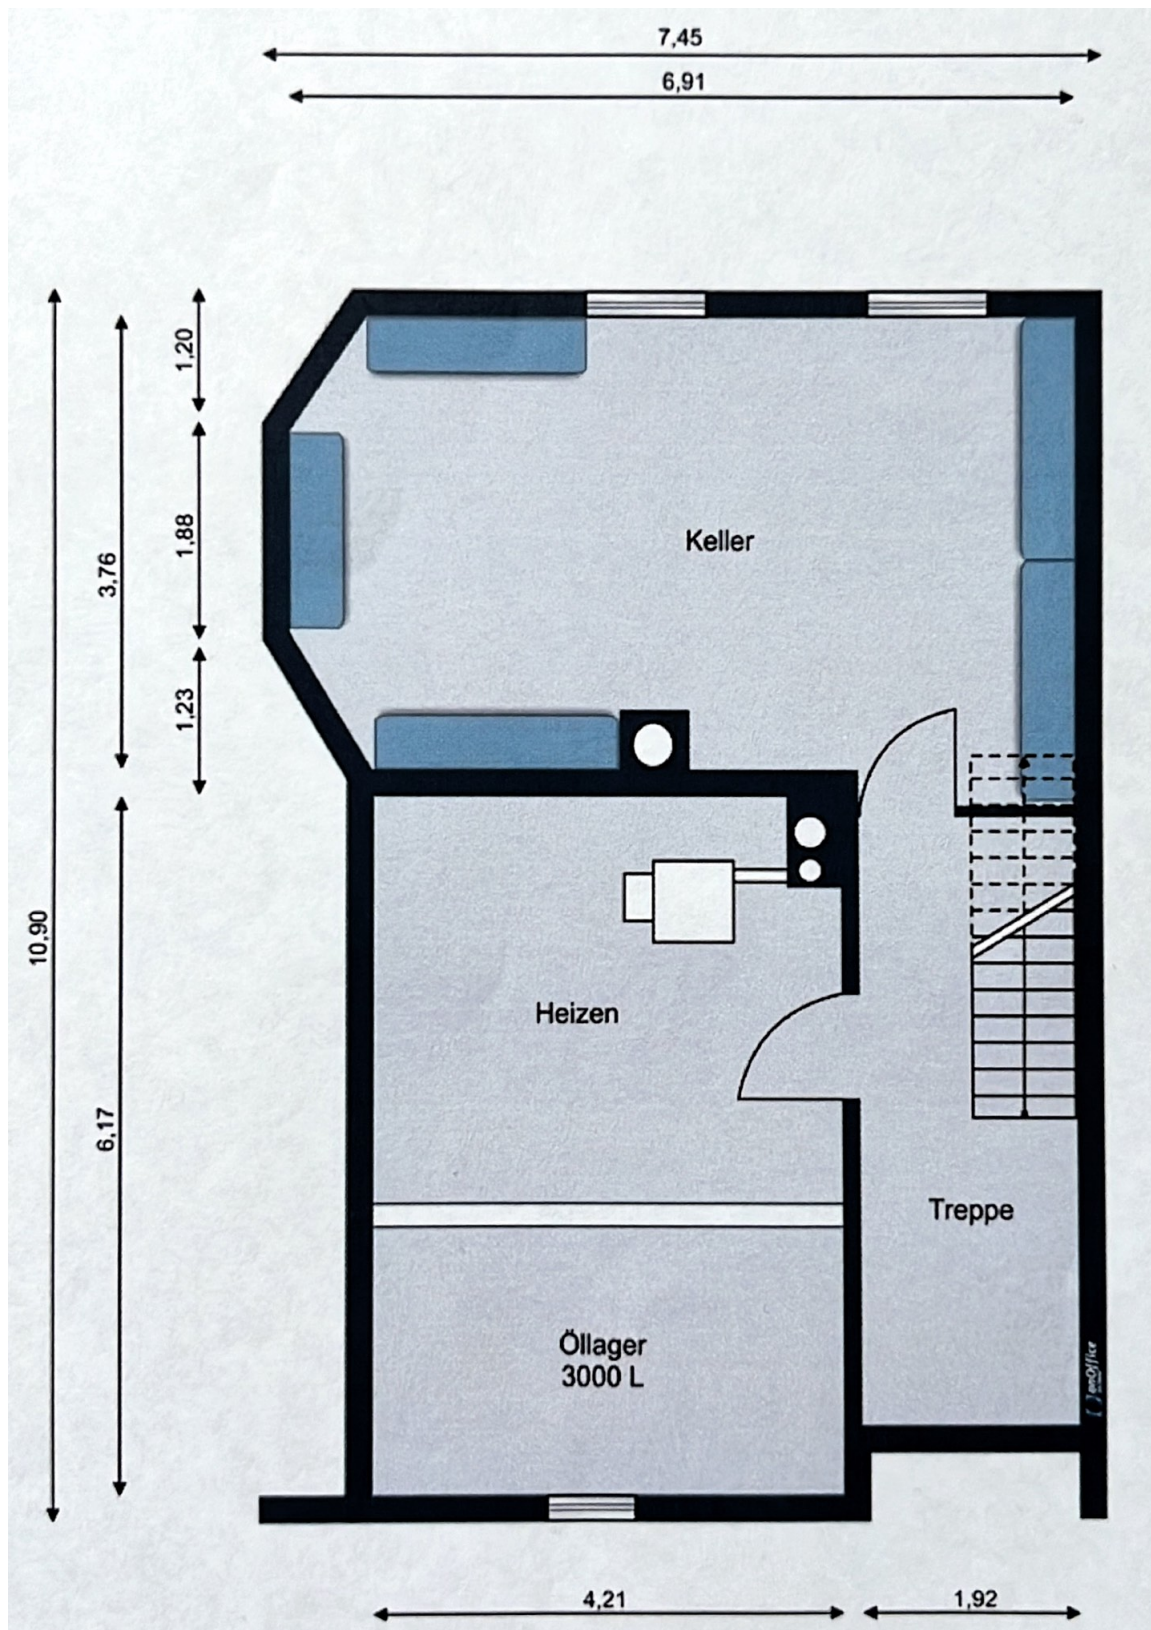 7,45
6,91
1,20
1,88
3,76
Keller
1,23
10,90
Heizen
6,17
Treppe
Öllager
3000 L
onOffice
4,21
1,92